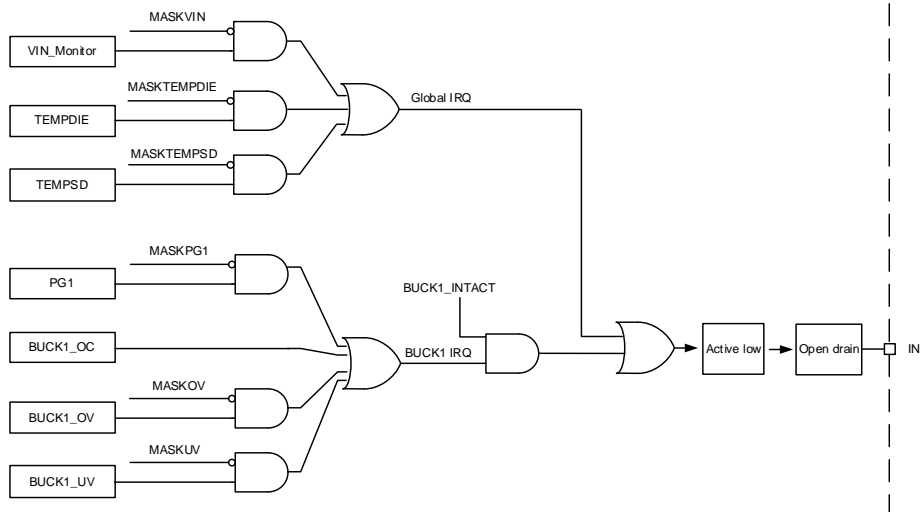 MASKVIN
VIN_Monitor
MASKTEMPDIE
TEMPDIE
Global IRQ
MASKTEMPSD
TEMPSD
MASKPG1
PG1
BUCK1_INTACT
BUCK1_OC
BUCK1 IRQ
Active low
Open drain
IN
MASKOV
BUCK1_OV
MASKUV
BUCK1_UV